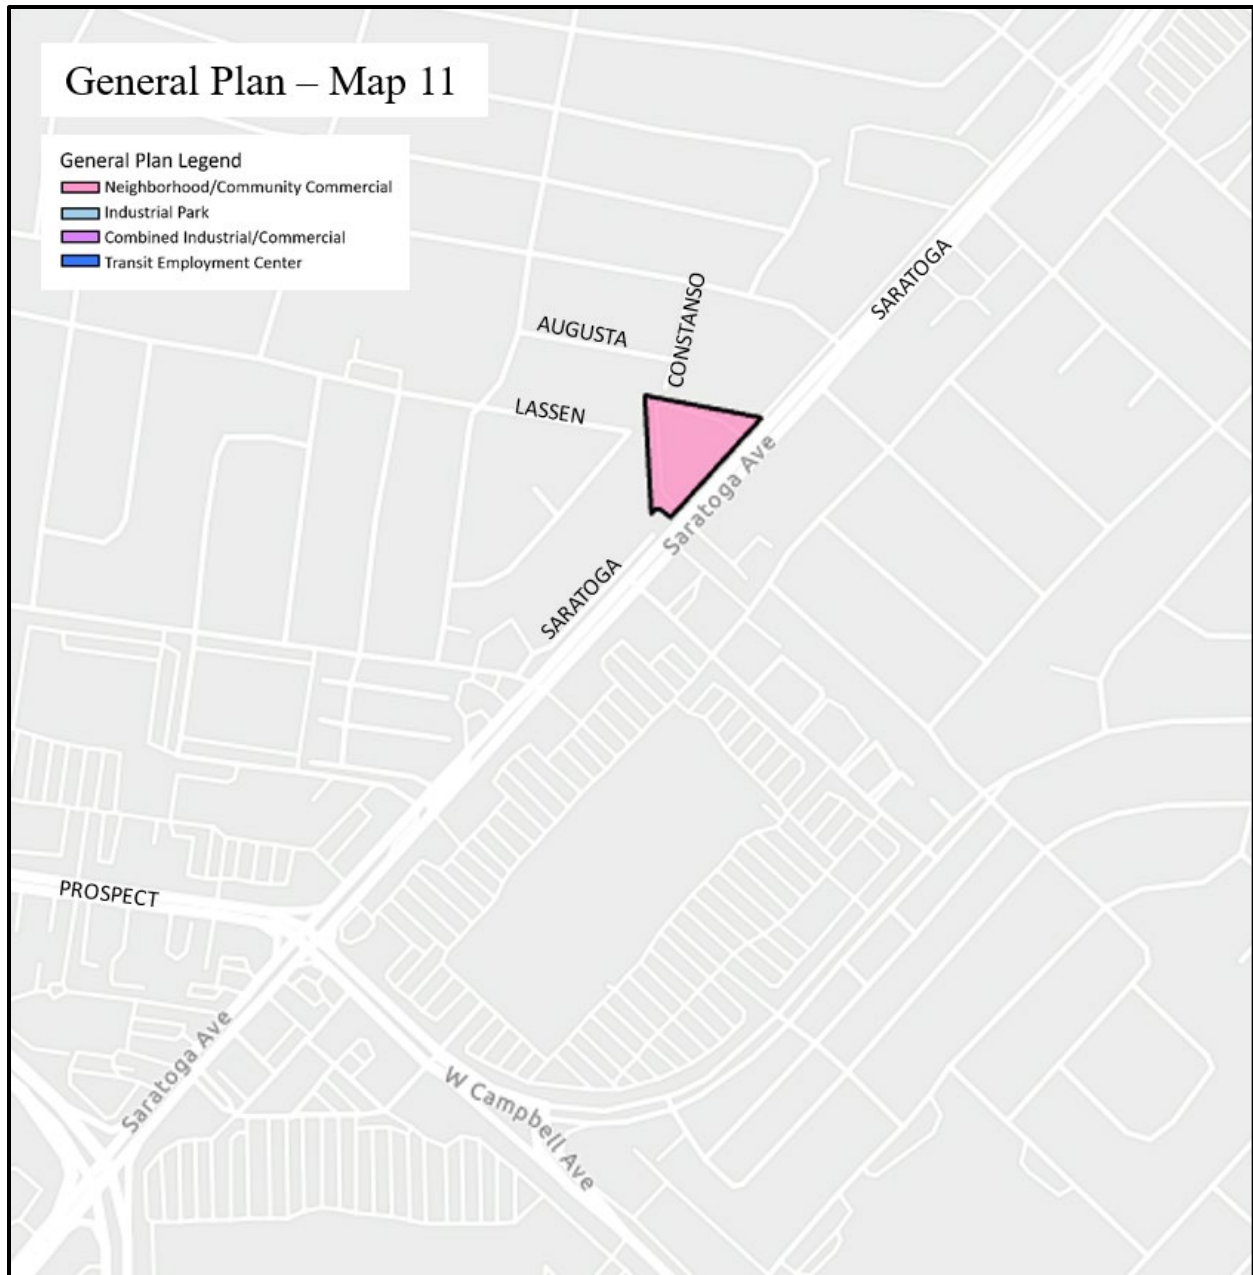 General Plan – Map 11
General Plan Legend
Neighborhood/Community Commercial
Industrial Park
Combined Industrial/Commercial
Transit Employment Center
SARATOGA
CONSTANSO
AUGUSTA
LASSEN
Saratoga Ave
SARATOGA
PROSPECT
Saratoga Ave
W Campbell Ave